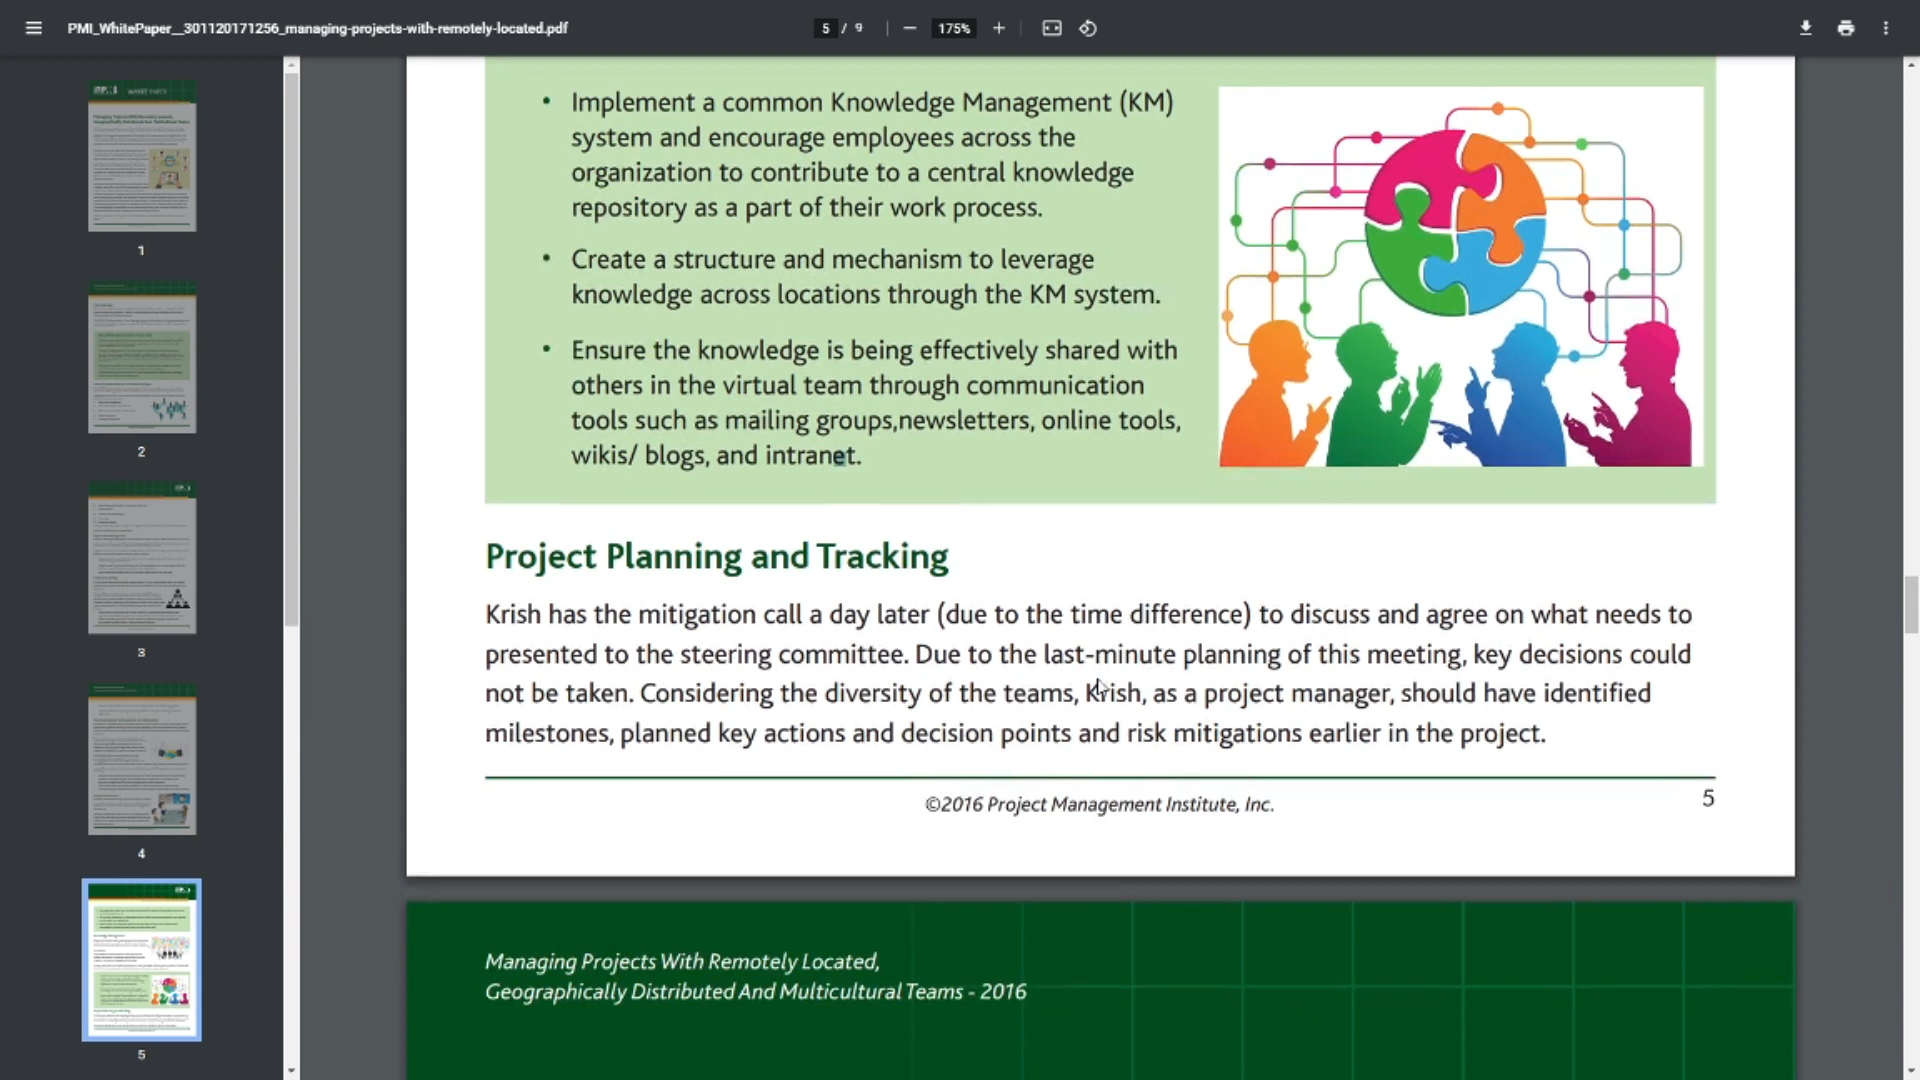 PMI_WhitePaper__301120171256_managing-projects-with-remotely-located.pdf
5 / 9
175%
1
2
3
4
5
• Implement a common Knowledge Management (KM)
system and encourage employees across the
organization to contribute to a central knowledge
repository as a part of their work process.
• Create a structure and mechanism to leverage
knowledge across locations through the KM system.
• Ensure the knowledge is being effectively shared with
others in the virtual team through communication
tools such as mailing groups,newsletters, online tools,
wikis/ blogs, and intranet.
Project Planning and Tracking
Krish has the mitigation call a day later (due to the time difference) to discuss and agree on what needs to
presented to the steering committee. Due to the last-minute planning of this meeting, key decisions could
not be taken. Considering the diversity of the teams, Krish, as a project manager, should have identified
milestones, planned key actions and decision points and risk mitigations earlier in the project.
©2016 Project Management Institute, Inc.
5
Managing Projects With Remotely Located,
Geographically Distributed And Multicultural Teams - 2016